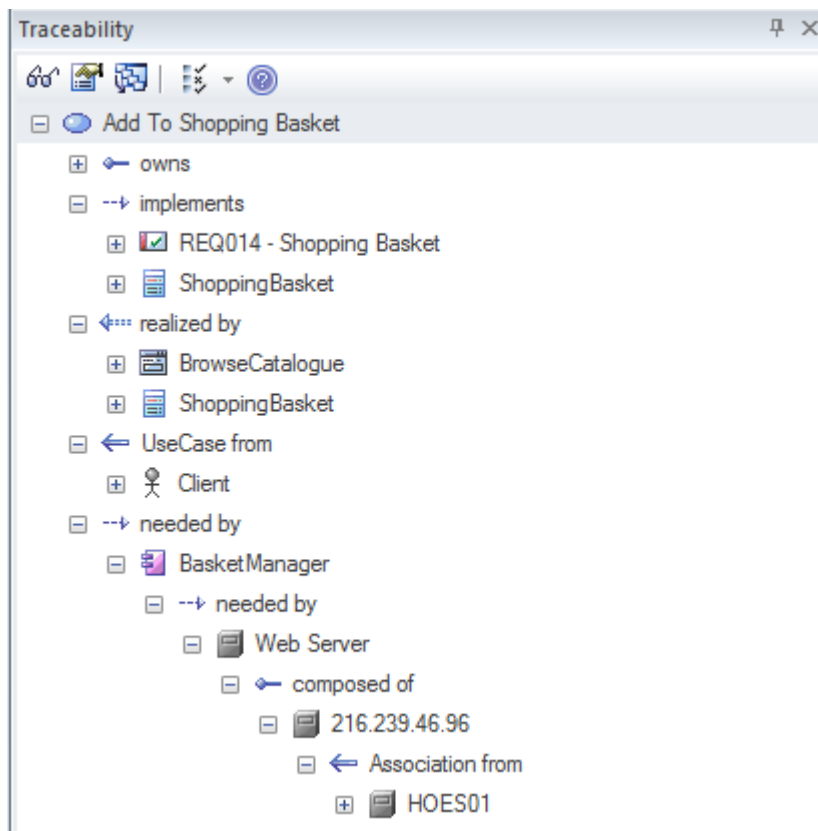 Traceability
Add To Shopping Basket
owns
implements
REQ014 - Shopping Basket
ShoppingBasket
realized by
BrowseCatalogue
ShoppingBasket
UseCase from
Client
needed by
BasketManager
needed by
Web Server
composed of
216.239.46.96
Association from
HOES01